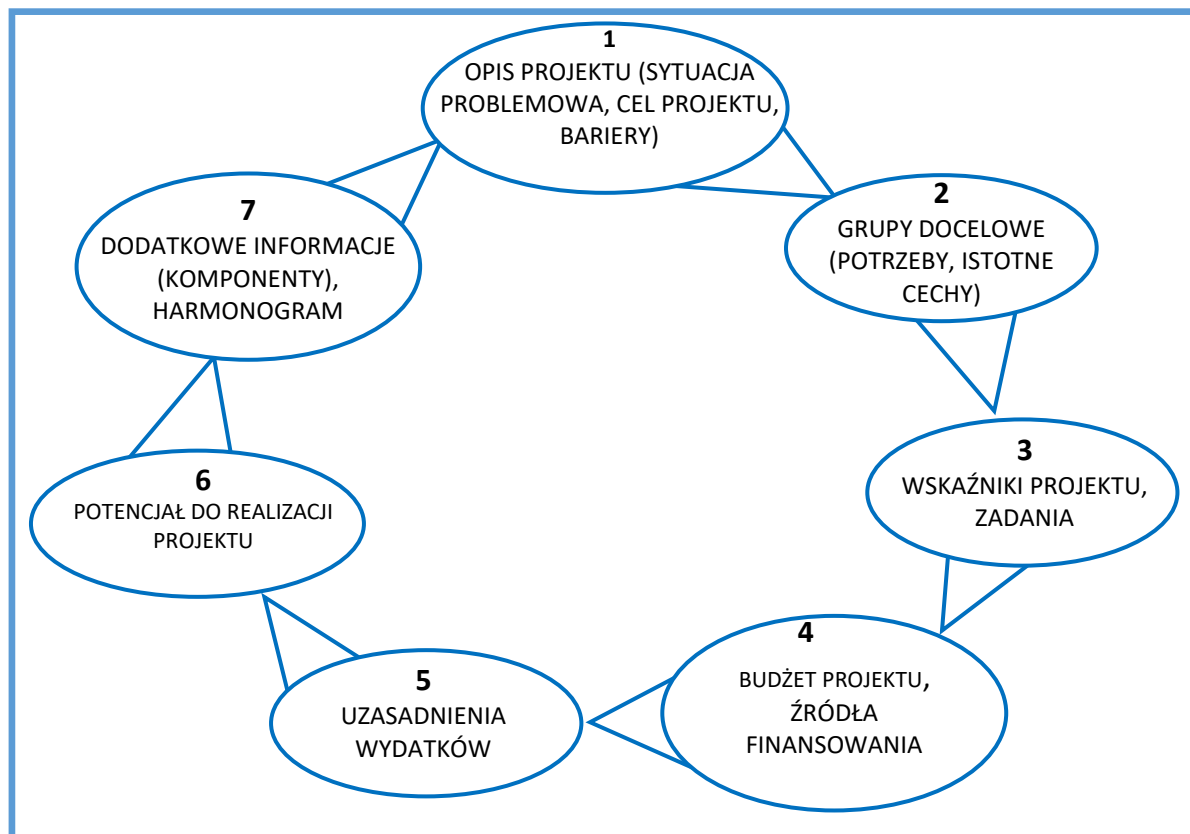 1
OPIS PROJEKTU (SYTUACJA
PROBLEMOWA, CEL PROJEKTU,
BARIERY)
2
GRUPY DOCELOWE
(POTRZEBY, ISTOTNE
CECHY)
3
WSKAŹNIKI PROJEKTU,
ZADANIA
4
BUDŻET PROJEKTU,
ŹRÓDŁA
FINANSOWANIA
5
UZASADNIENIA
WYDATKÓW
6
POTENCJAŁ DO REALIZACJI
PROJEKTU
7
DODATKOWE INFORMACJE
(KOMPONENTY),
HARMONOGRAM